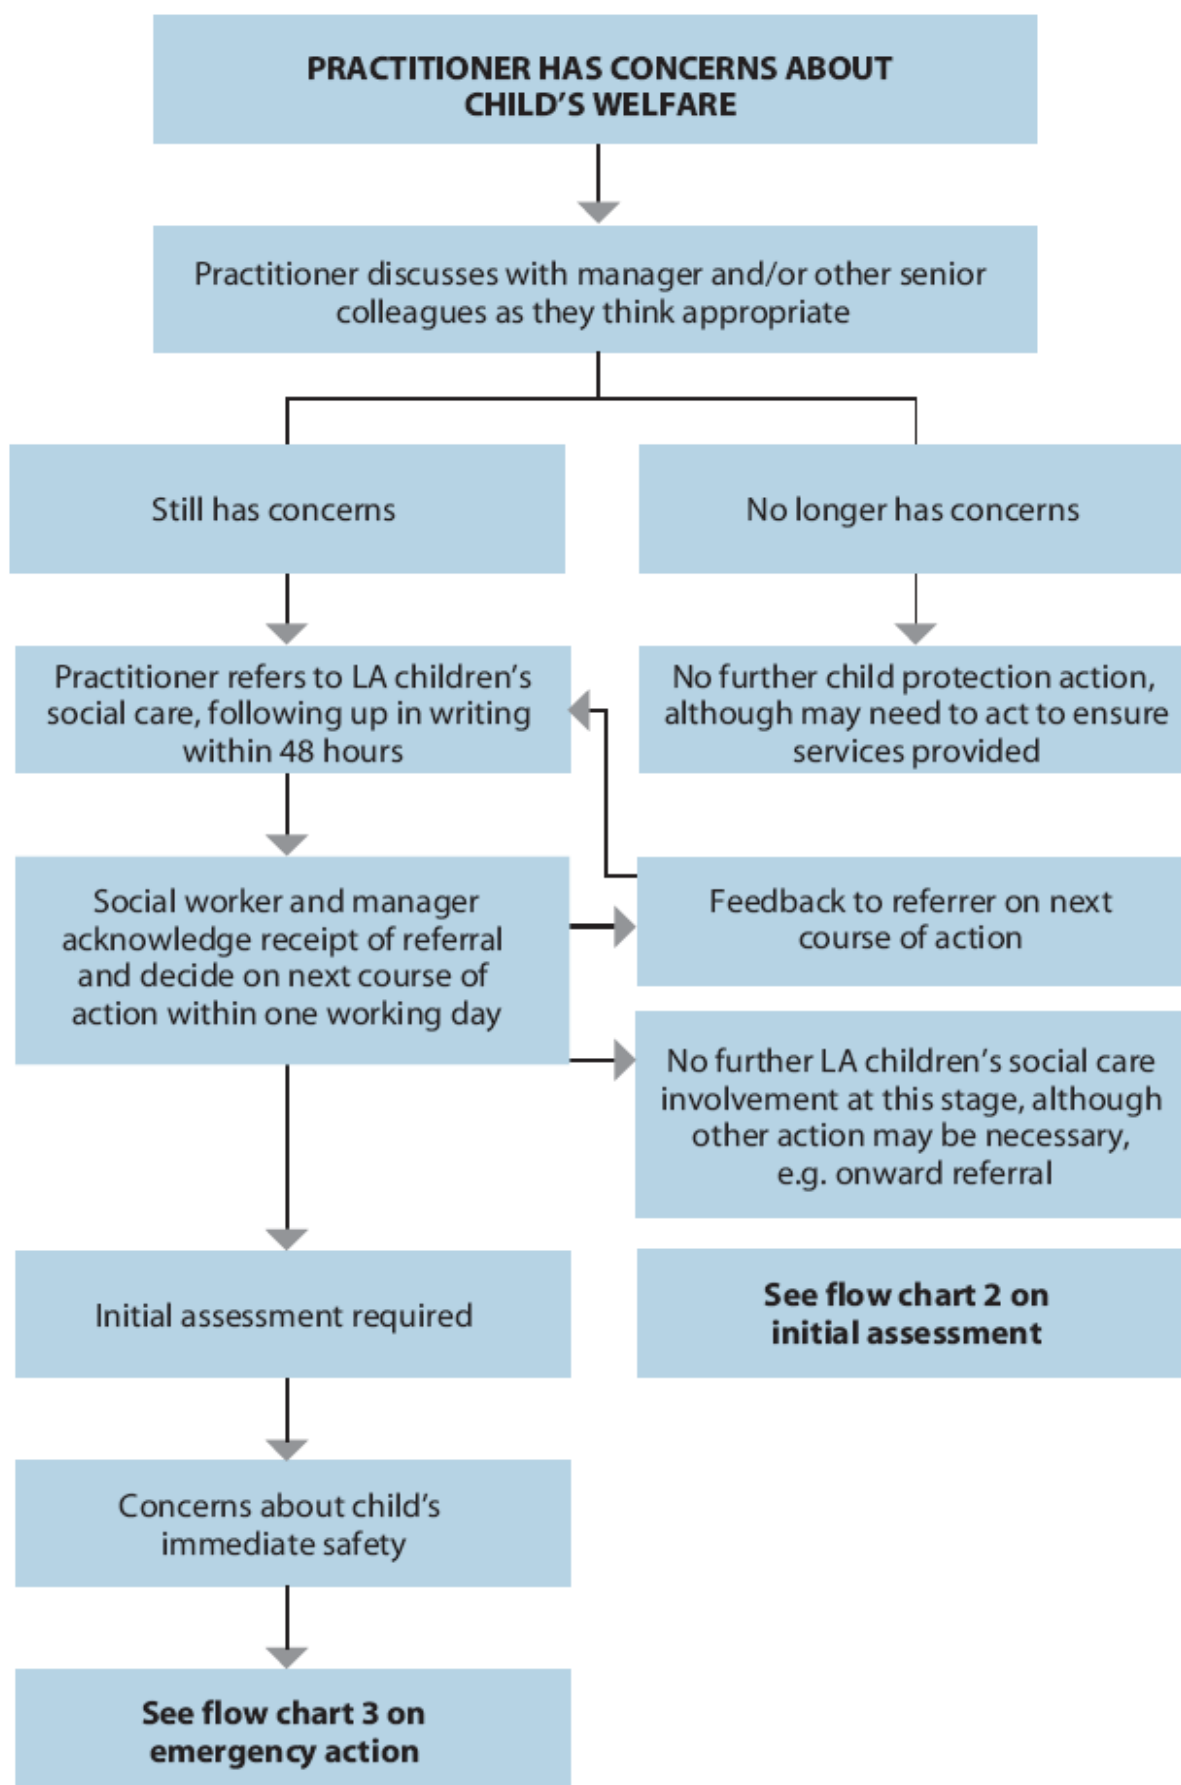 PRACTITIONER HAS CONCERNS ABOUT
CHILD’S WELFARE
Practitioner discusses with manager and/or other senior
colleagues as they think appropriate
Still has concerns
No longer has concerns
Practitioner refers to LA children’s
social care, following up in writing
within 48 hours
No further child protection action,
although may need to act to ensure
services provided
Social worker and manager
acknowledge receipt of referral
and decide on next course of
action within one working day
Feedback to referrer on next
course of action
No further LA children’s social care
involvement at this stage, although
other action may be necessary,
e.g. onward referral
Initial assessment required
See flow chart 2 on
initial assessment
Concerns about child’s
immediate safety
See flow chart 3 on
emergency action